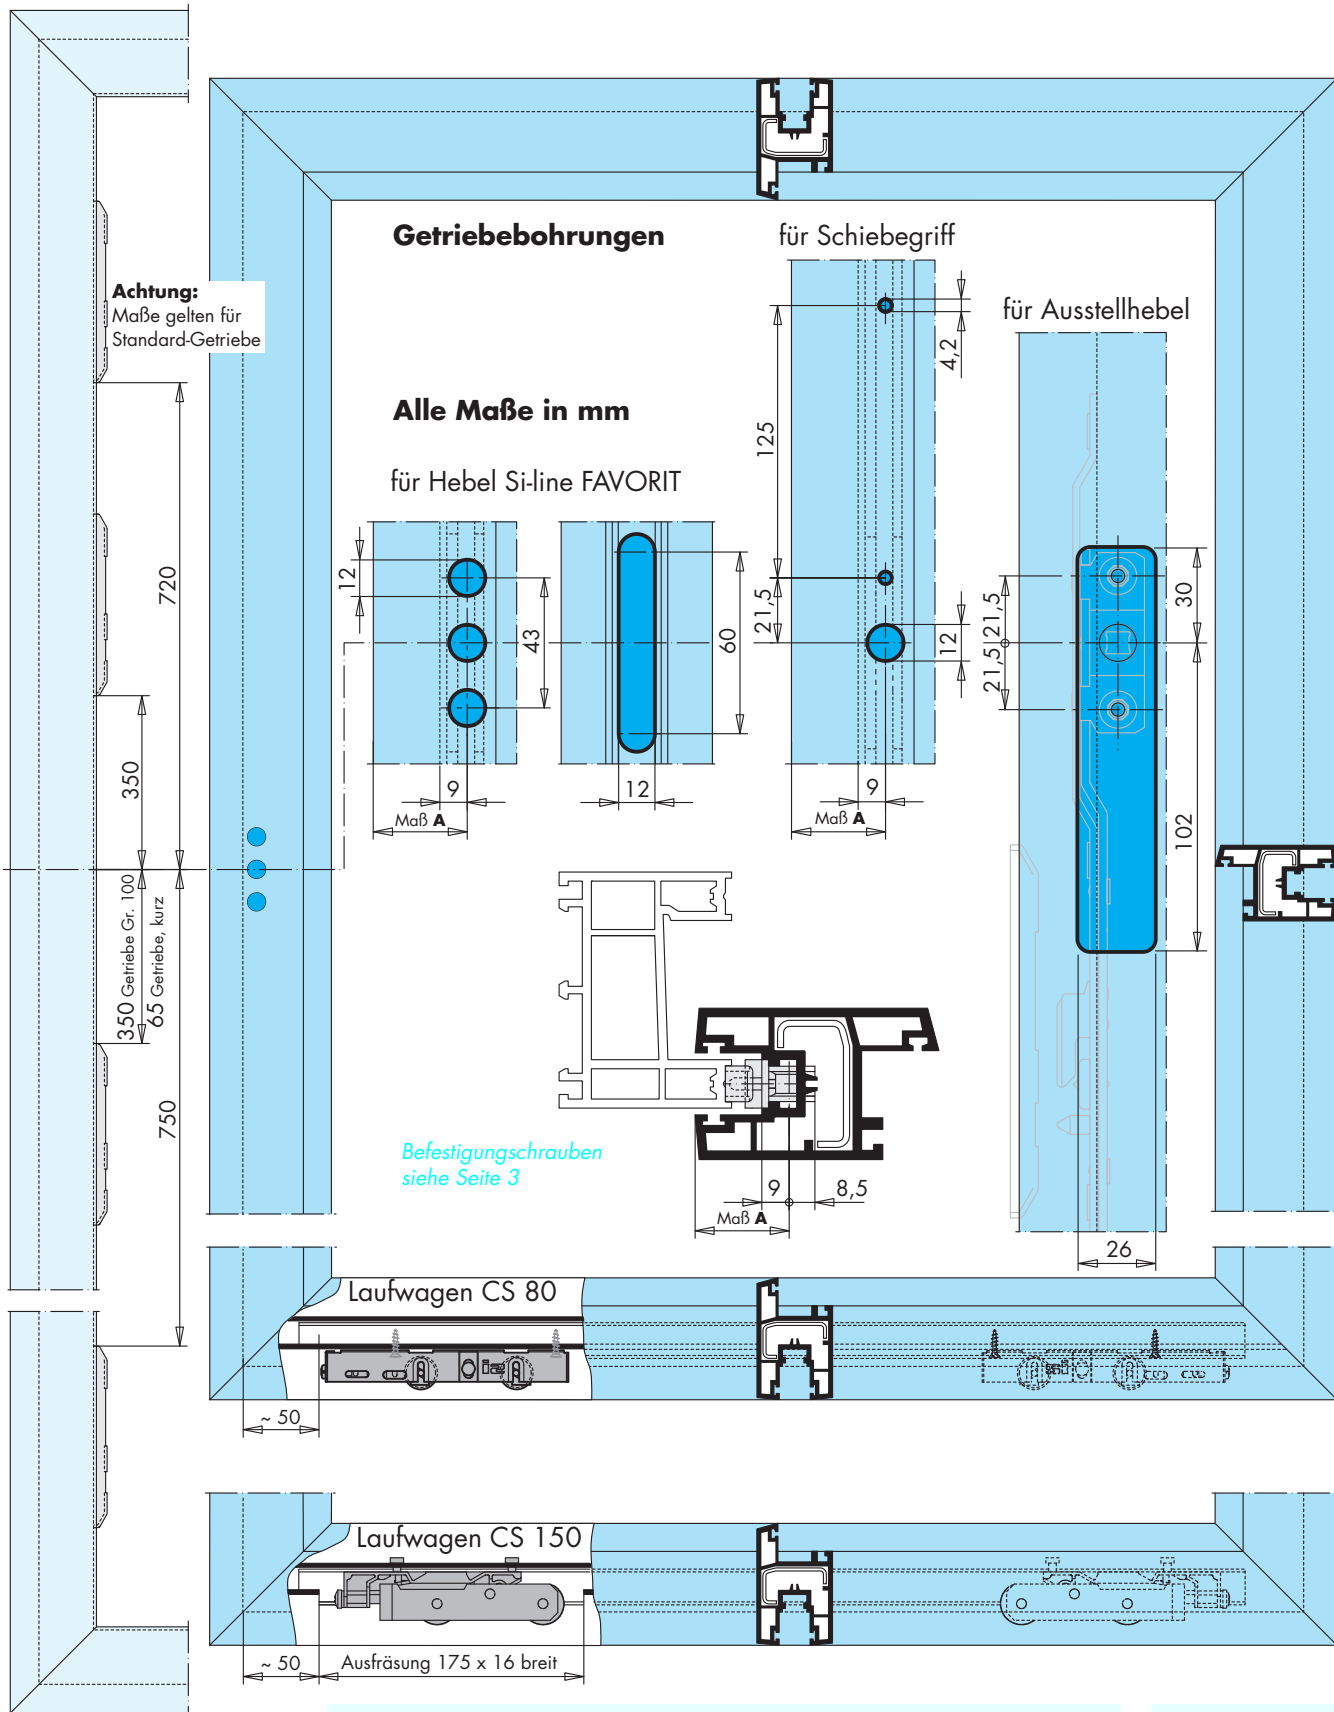 Getriebebohrungen
für Schiebegriff
Achtung:
Maße gelten für
Standard-Getriebe
für Ausstellhebel
4,2
Alle Maße in mm
125
für Hebel Si-line FAVORIT
720
12
43
60
21,5
12
21,5
21,5
30
350
9
12
9
Maß A
Maß A
102
350 Getriebe Gr. 100
65 Getriebe, kurz
750
Befestigungschrauben
siehe Seite 3
9
8,5
Maß A
26
Laufwagen CS 80
~ 50
Laufwagen CS 150
~ 50
Ausfräsung 175 x 16 breit